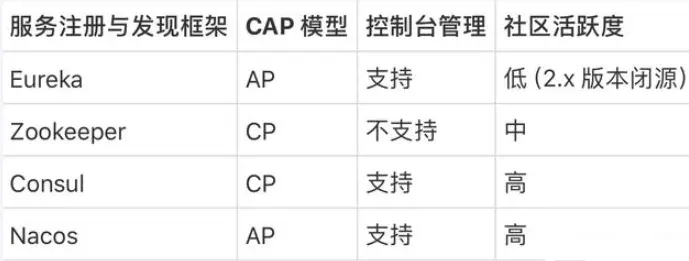 服务注册与发现框架 CAP 模型 控制台管理 社区活跃度
Eureka AP 支持 低 (2.x 版本闭源)
Zookeeper CP 不支持 中
Consul CP 支持 高
Nacos AP 支持 高